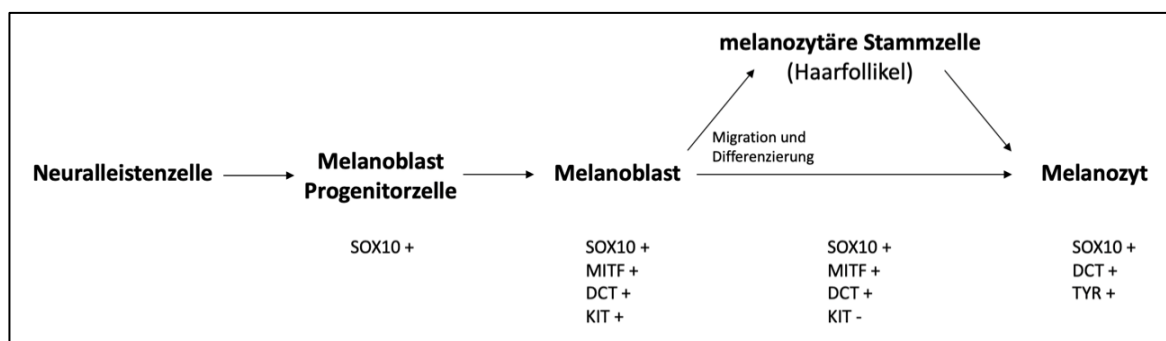 melanozytäre Stammzelle
(Haarfollikel)
Migration und
Differenzierung
Neuralleistenzelle
Melanoblast
Progenitorzelle
Melanoblast
Melanozyt
SOX10 +
SOX10 +
MITF +
DCT +
KIT +
SOX10 +
MITF +
DCT +
KIT -
SOX10 +
DCT +
TYR +